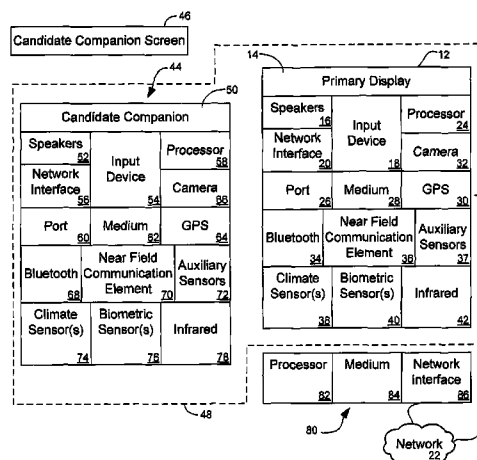 46
Candidate Companion Screen
44
50
Candidate Companion
Speakers
52
Input
Device
54
Processor
58
Network
Interface
56
Camera
66
Port
60
Medium
62
GPS
64
Bluetooth
68
Near Field
Communication
Element
70
Auxiliary
Sensors
72
Climate
Sensor(s)
74
Biometric
Sensor(s)
76
Infrared
78
48
14
12
Primary Display
Speakers
16
Input
Device
18
Processor
24
Network
Interface
20
Camera
32
Port
26
Medium
28
GPS
30
Bluetooth
34
Near Field
Communication
Element
36
Auxiliary
Sensors
37
Climate
Sensor(s)
38
Biometric
Sensor(s)
40
Infrared
42
Processor
82
Medium
84
Network
Interface
86
80
Network
22